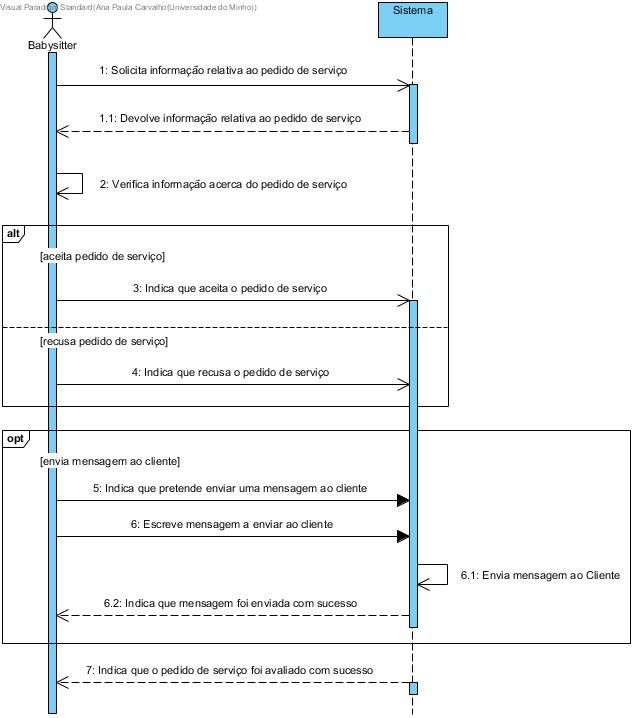 Visual Paradigm Standard(Ana Paula Carvalho(Universidade do Minho))
Babysitter
Sistema
1: Solicita informação relativa ao pedido de serviço
1.1: Devolve informação relativa ao pedido de serviço
2: Verifica informação acerca do pedido de serviço
alt
[aceita pedido de serviço]
3: Indica que aceita o pedido de serviço
[recusa pedido de serviço]
4: Indica que recusa o pedido de serviço
opt
[envia mensagem ao cliente]
5: Indica que pretende enviar uma mensagem ao cliente
6: Escreve mensagem a enviar ao cliente
6.1: Envia mensagem ao Cliente
6.2: Indica que mensagem foi enviada com sucesso
7: Indica que o pedido de serviço foi avaliado com sucesso